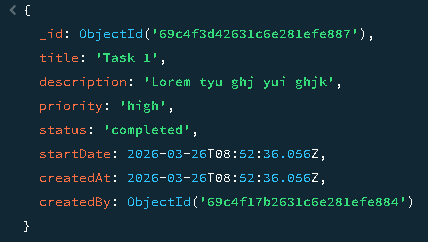 {
_id: ObjectId('69c4f3d42631c6e281efe887'),
title: 'Task 1',
description: 'Lorem tyu ghj yui ghjk',
priority: 'high',
status: 'completed',
startDate: 2026-03-26T08:52:36.056Z,
createdAt: 2026-03-26T08:52:36.056Z,
createdBy: ObjectId('69c4f17b2631c6e281efe884')
}